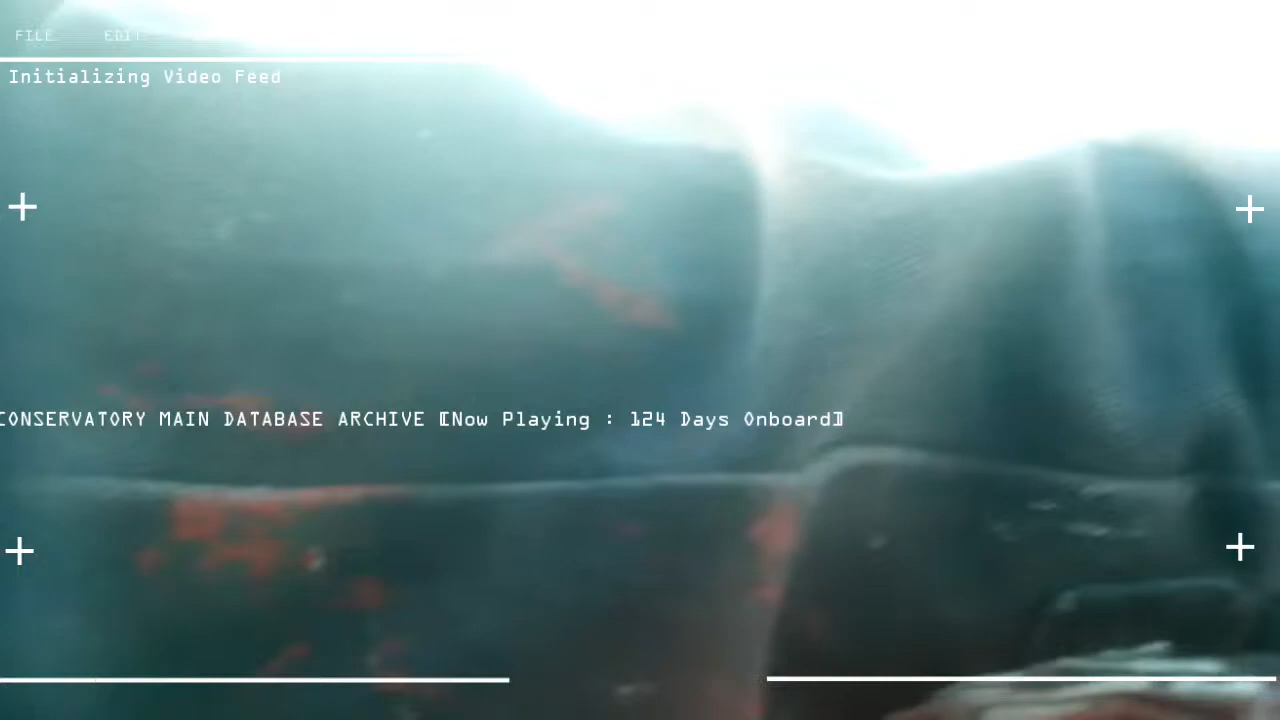 FILE EDIT
Initializing Video Feed
CONSERVATORY MAIN DATABASE ARCHIVE [Now Playing : 124 Days Onboard]